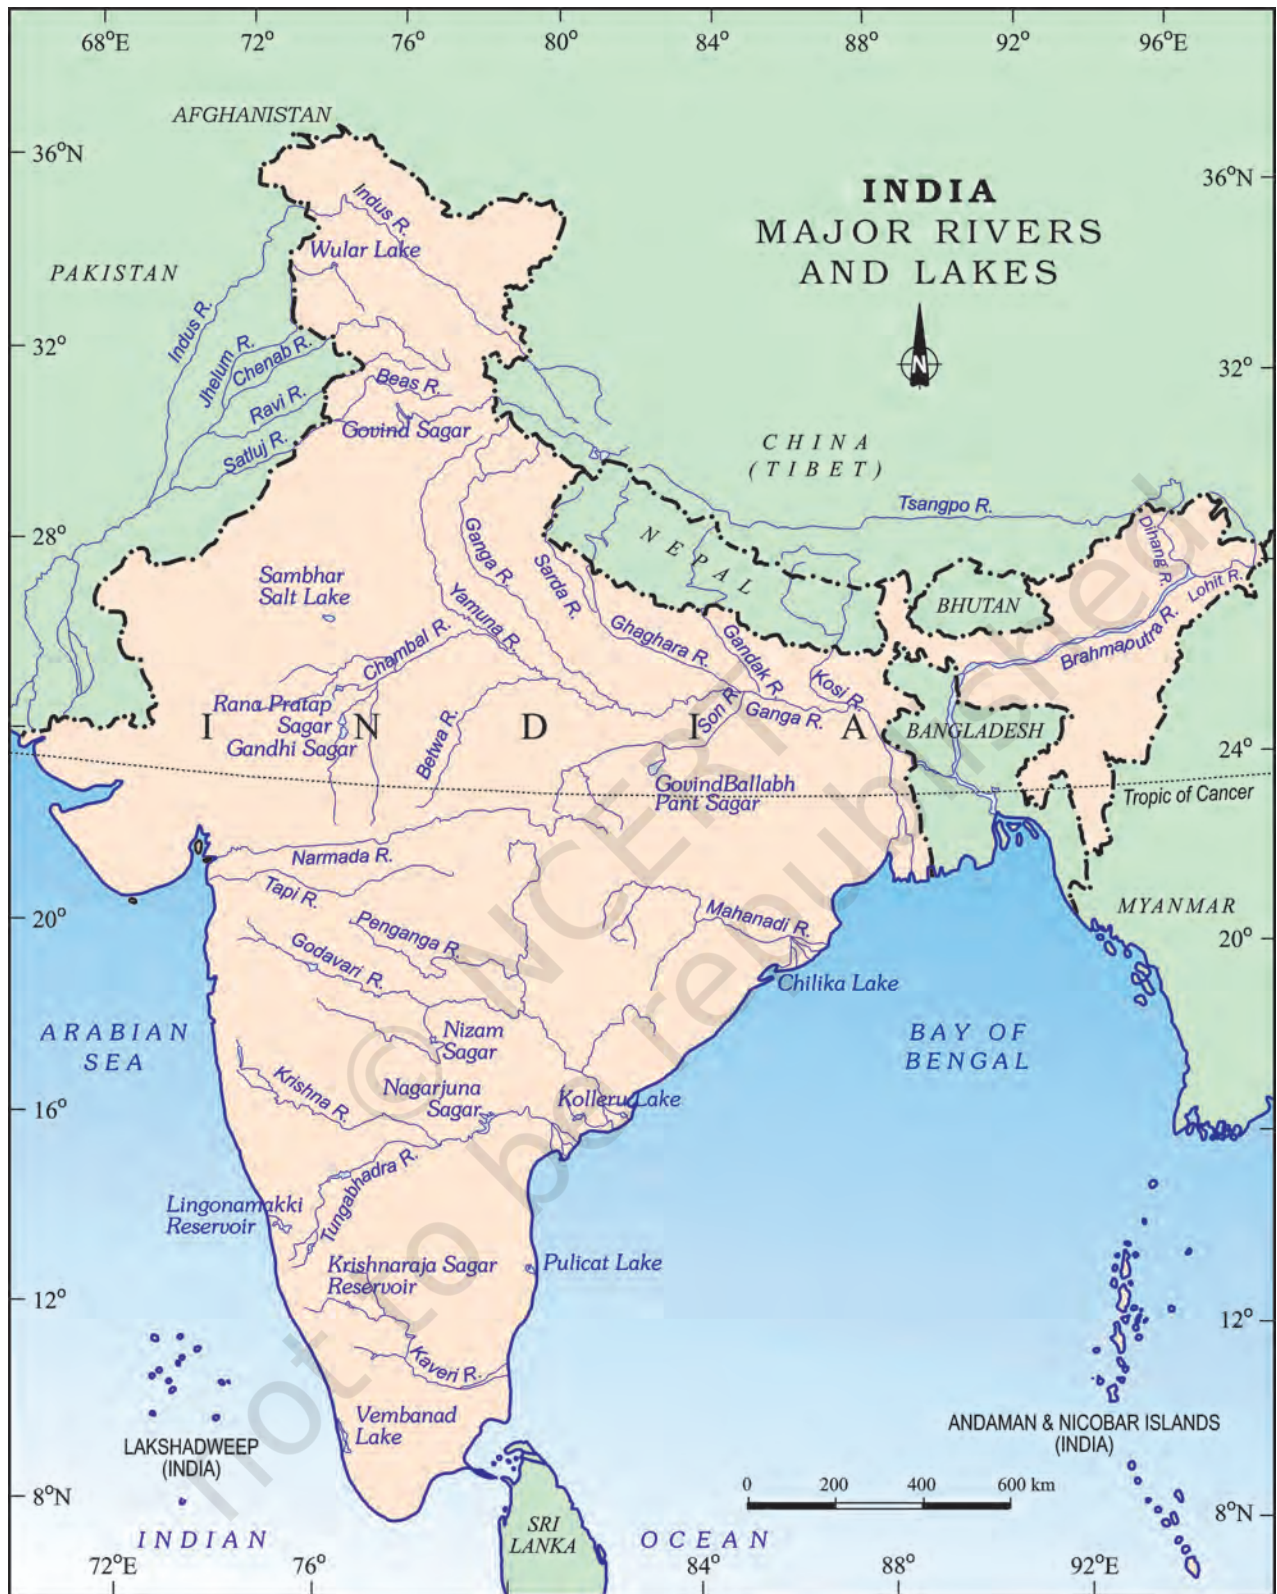 68°E 72° 76° 80° 84° 88° 92° 96°E
AFGHANISTAN
36°N
36°N
INDIA
MAJOR RIVERS
AND LAKES
N
Indus R.
Wular Lake
PAKISTAN
Indus R.
Jhelum R.
Chenab R.
Ravi R.
Satluj R.
32°
32°
Beas R.
Govind Sagar
CHINA
(TIBET)
Tsangpo R.
Dihang R.
Lohit R.
Brahmaputra R.
28°
NEPAL
BHUTAN
Ganga R.
Sarda R.
Yamuna R.
Ghaghara R.
Gandak R.
Kosi R.
Sambhar
Salt Lake
Chambal R.
Rana Pratap
Sagar
Gandhi Sagar
Betwa R.
Son R.
Ganga R.
INDIA
BANGLADESH
24°
GovindBallabh
Pant Sagar
Tropic of Cancer
Narmada R.
Tapi R.
Penganga R.
Godavari R.
Mahanadi R.
Chilika Lake
MYANMAR
20°
20°
ARABIAN
SEA
BAY OF
BENGAL
Nizam
Sagar
Nagarjuna
Sagar
Kolleru Lake
Krishna R.
16°
Tungabhadra R.
Lingonamakki
Reservoir
Krishnaraja Sagar
Reservoir
Pulicat Lake
12°
12°
Kaveri R.
Vembanad
Lake
LAKSHADWEEP
(INDIA)
ANDAMAN & NICOBAR ISLANDS
(INDIA)
0 200 400 600 km
8°N
8°N
SRI
LANKA
INDIAN OCEAN
72° 76° 84° 88° 92°E
© NCERT
not to be republished